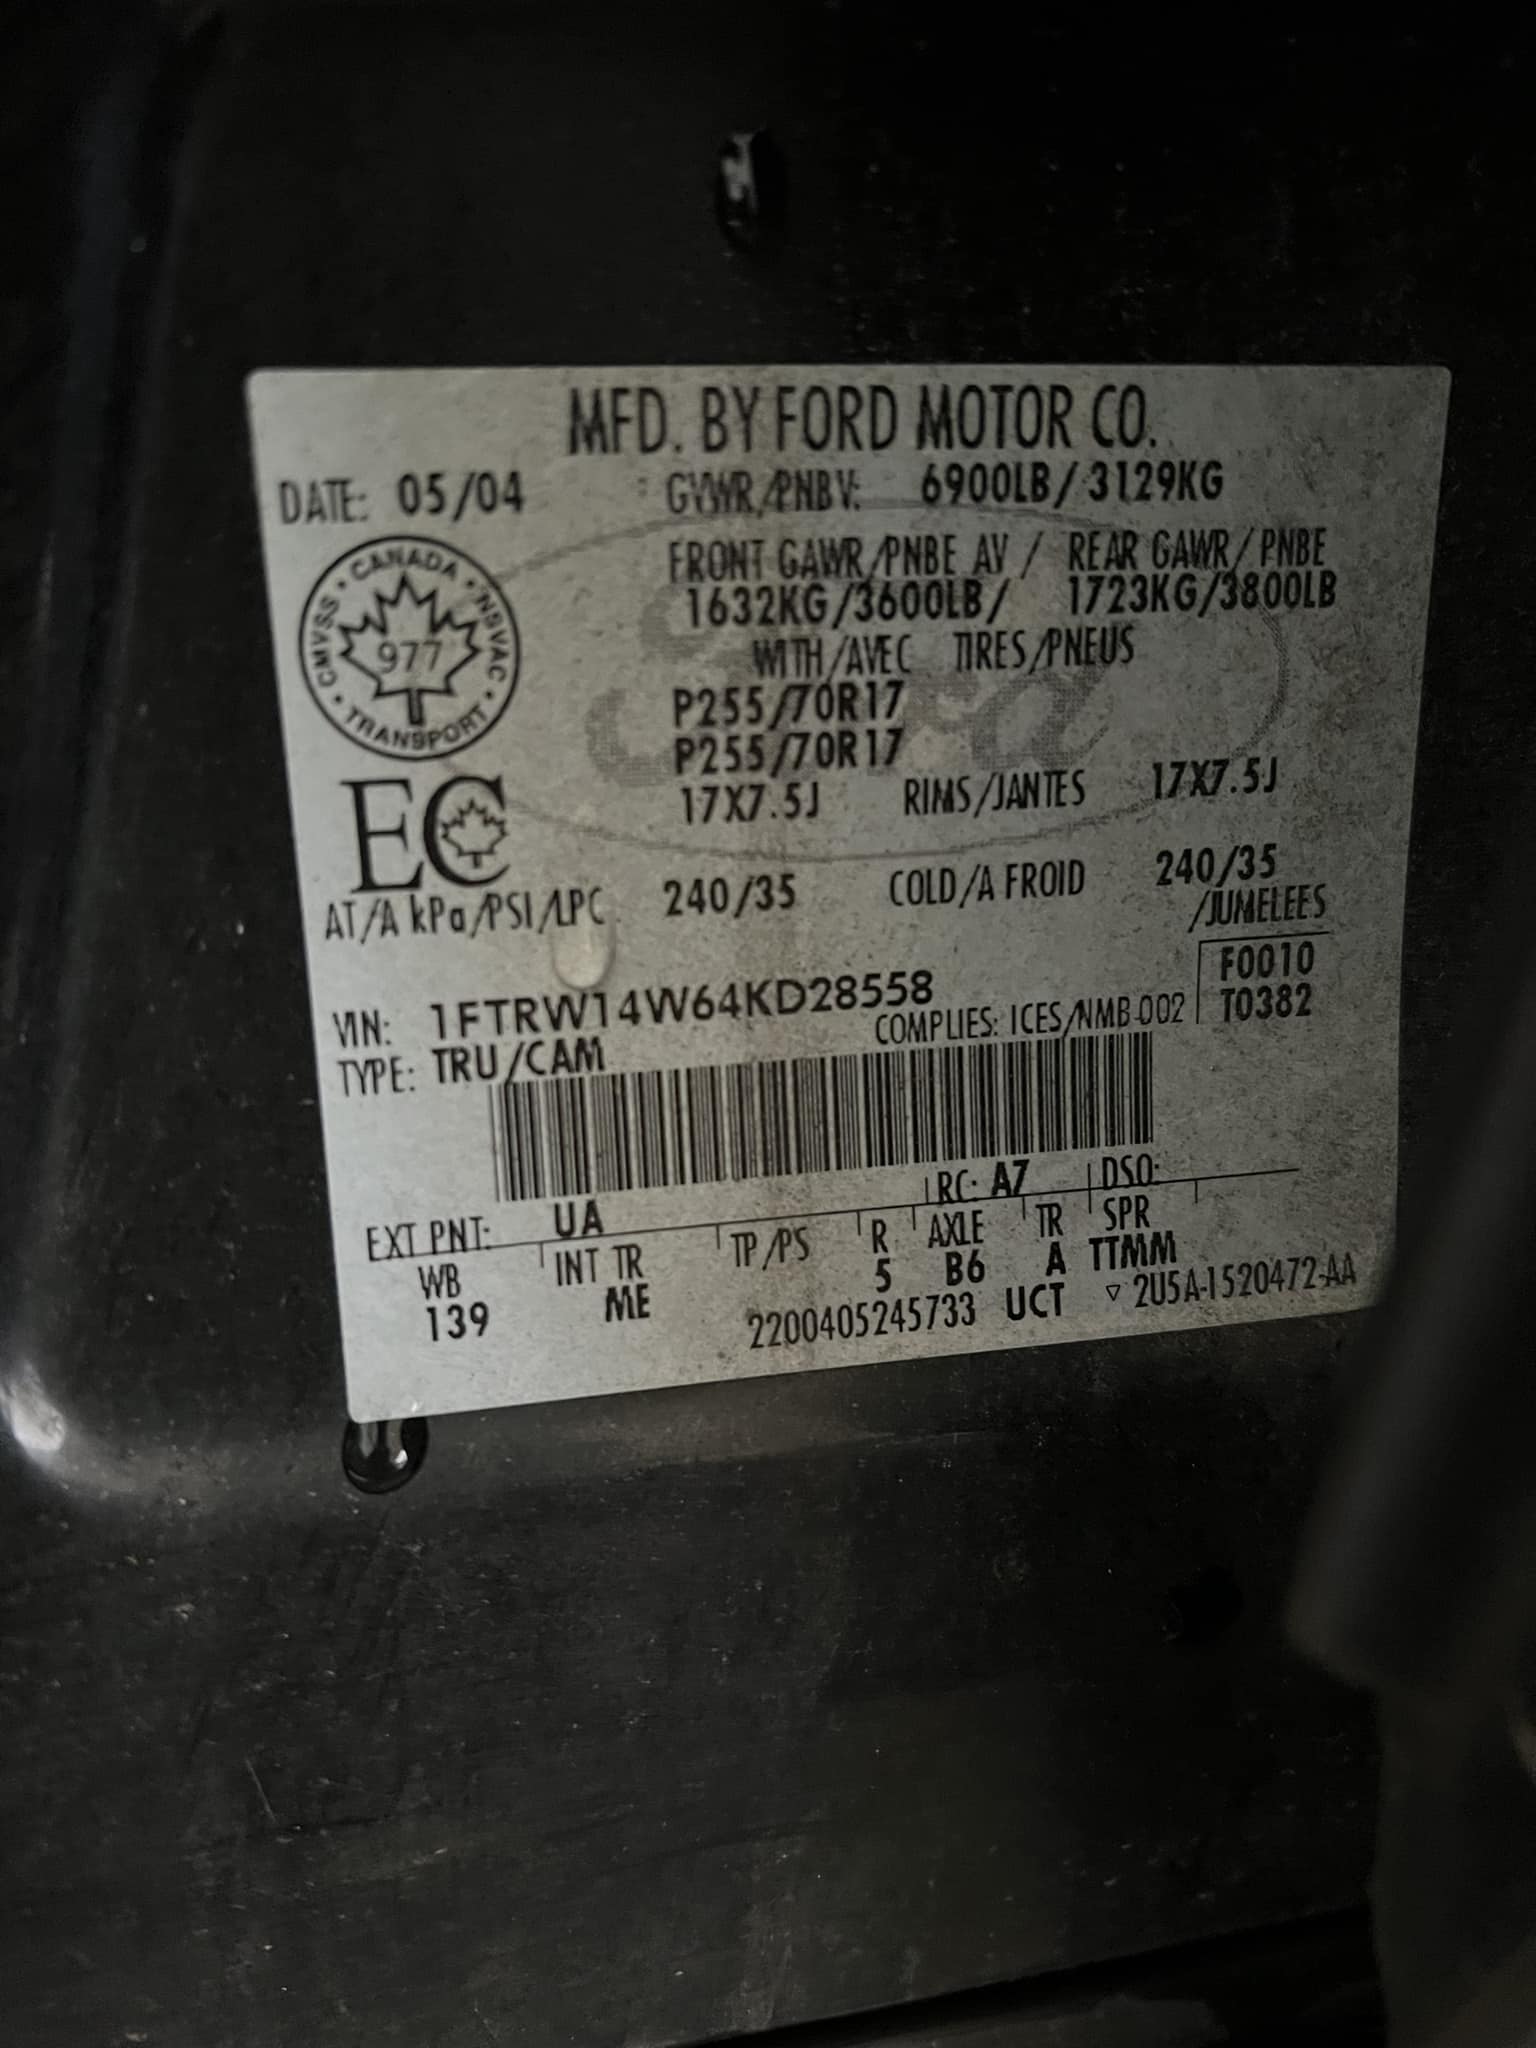 MFD. BY FORD MOTOR CO.
DATE: 05/04 GVWR/PNBV: 6900LB/3129KG
FRONT GAWR/PNBE AV / REAR GAWR/PNBE
1632KG/3600LB/ 1723KG/3800LB
WITH/AVEC TIRES/PNEUS
P255/70R17
P255/70R17
17X7.5J RIMS/JANTES 17X7.5J
CANADA • NSVAC • TRANSPORT • CMVSS •
977
EC
AT/A kPa/PSI/LPC 240/35 COLD/A FROID 240/35
/JUMELEES
F0010
T0382
VIN: 1FTRW14W64KD28558
COMPLIES: ICES/NMB-002
TYPE: TRU/CAM
EXT PNT: UA RC: A7 DSO:
WB INT TR TP/PS R AXLE TR SPR
139 ME 5 B6 A TTMM
2200405245733 UCT ▽ 2U5A-1520472-AA
Ford